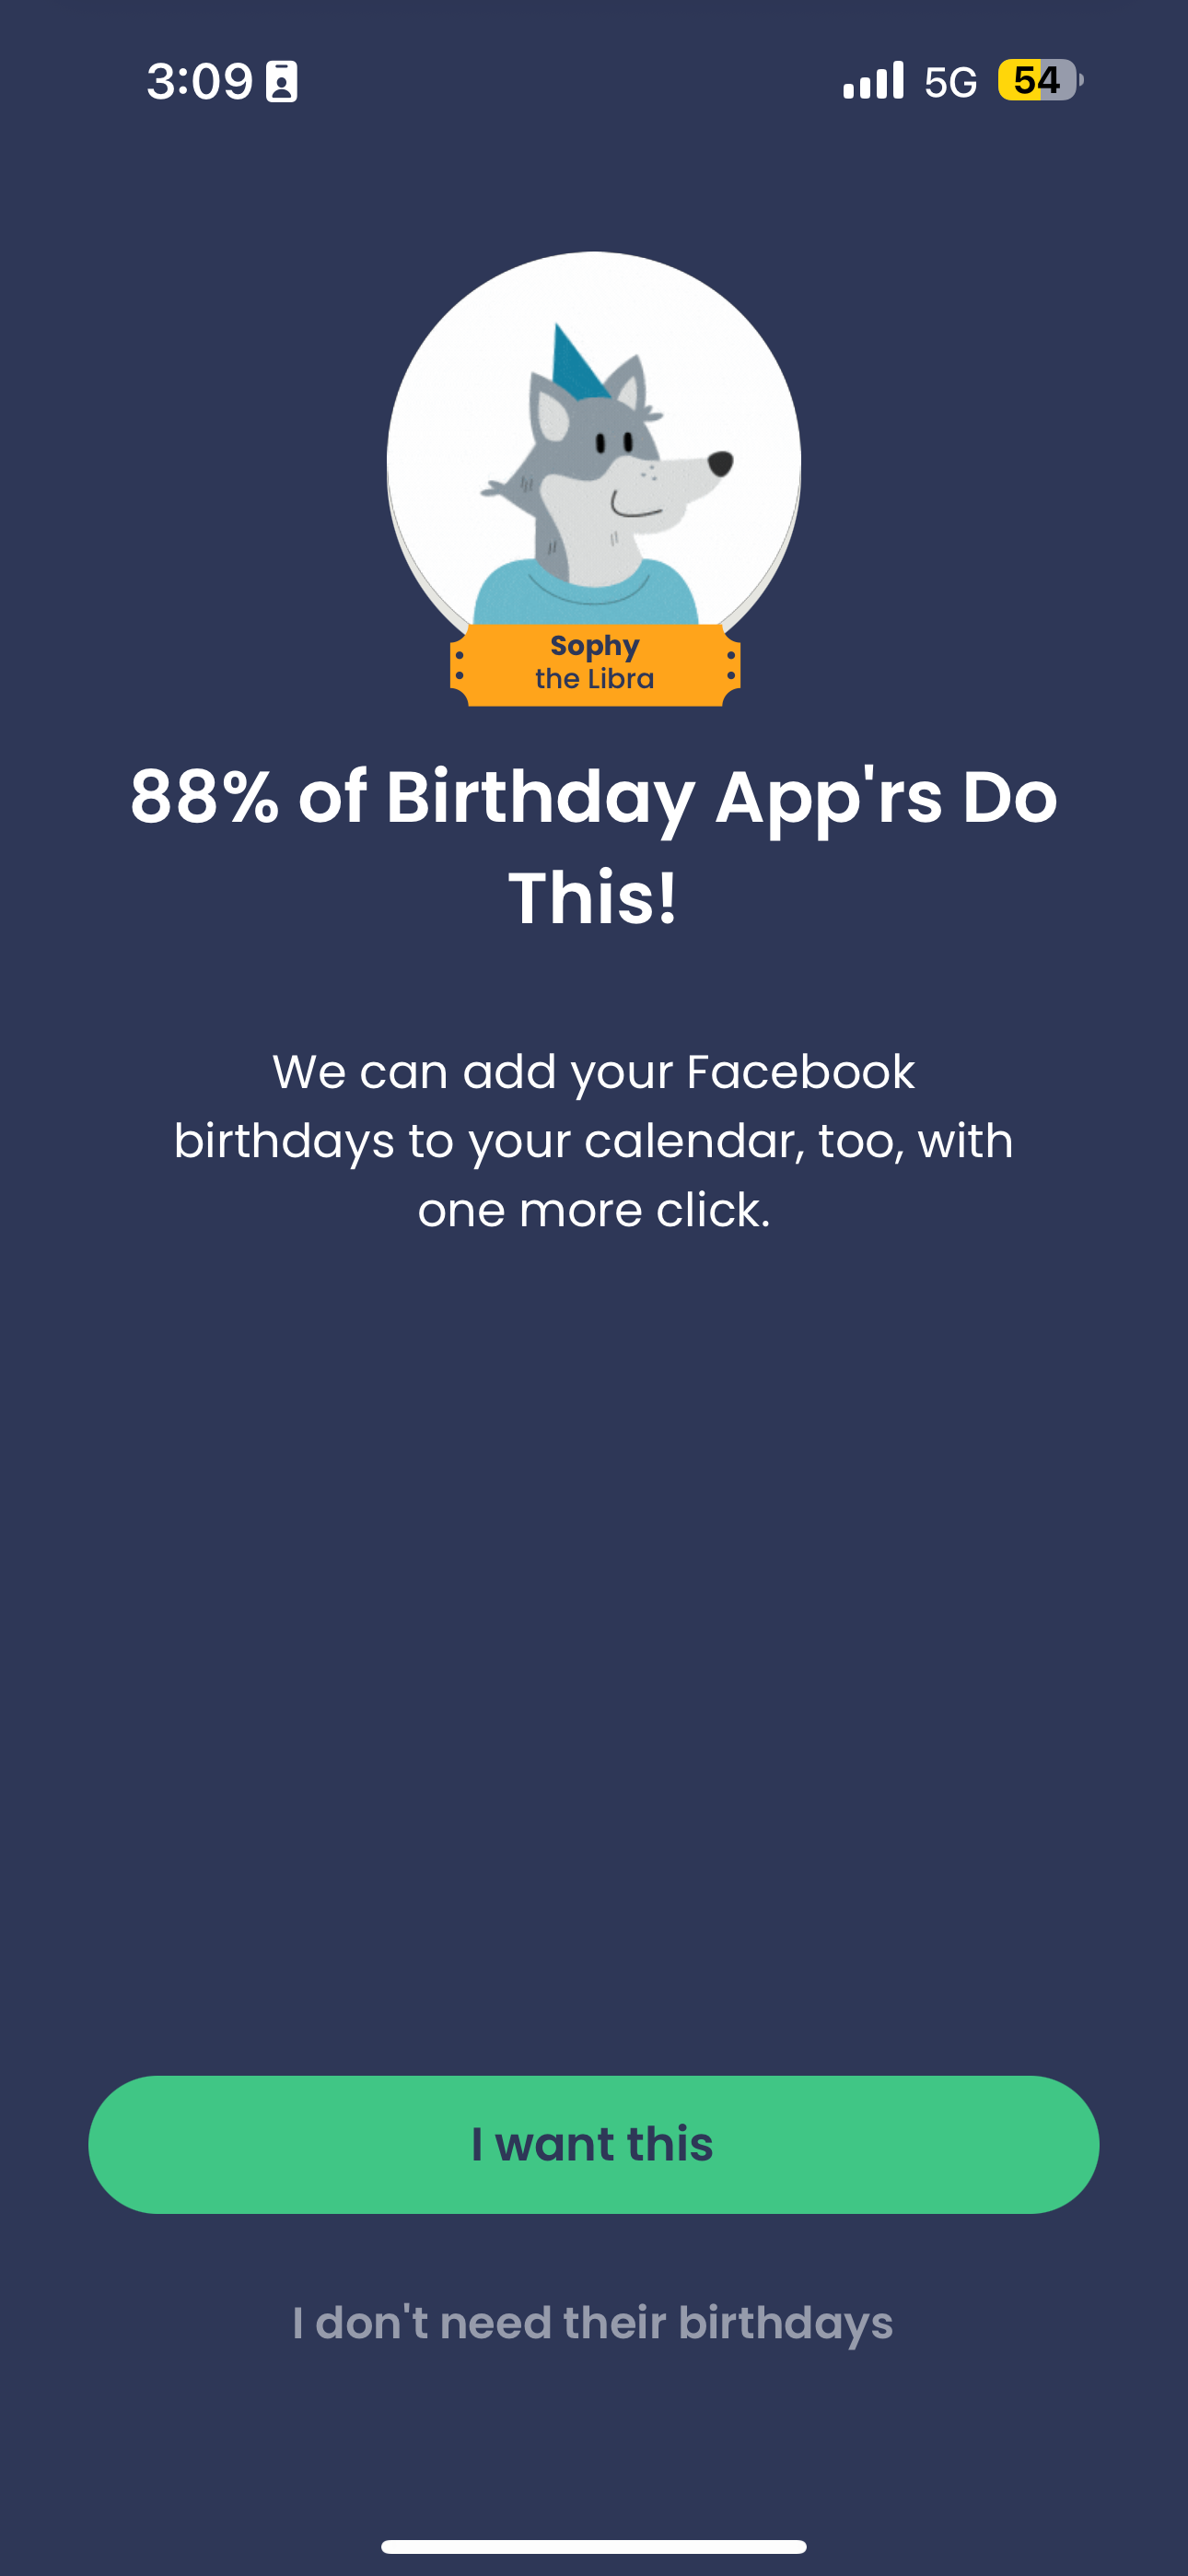 3:09
5G
54
Sophy
the Libra
88% of Birthday App'rs Do
This!
We can add your Facebook
birthdays to your calendar, too, with
one more click.
I want this
I don't need their birthdays